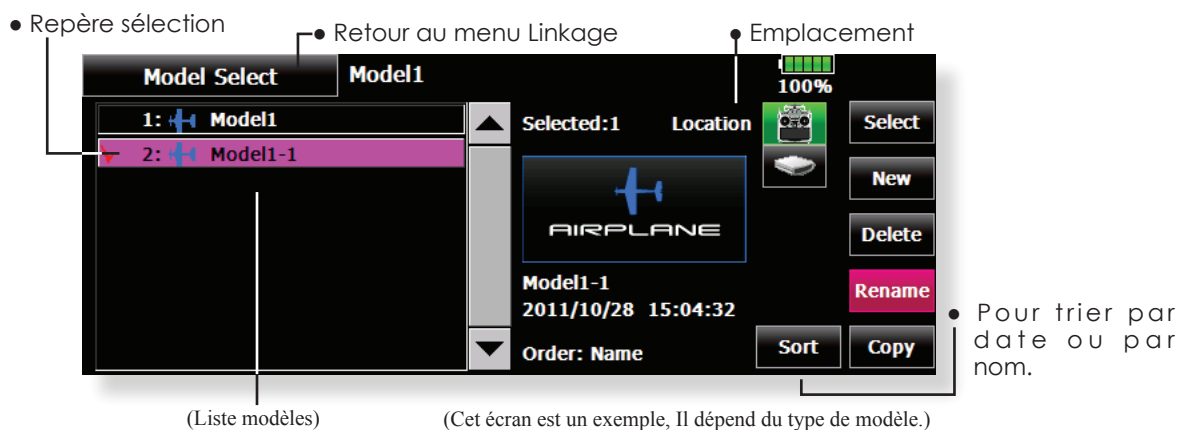 ● Repère sélection
● Retour au menu Linkage
● Emplacement
Model Select
Model1
100%
1: Model1
2: Model1-1
Selected:1
Location
AIRPLANE
Model1-1
2011/10/28 15:04:32
Order: Name
Select
New
Delete
Rename
Sort
Copy
● Pour trier par
date ou par
nom.
(Liste modèles)
(Cet écran est un exemple, Il dépend du type de modèle.)